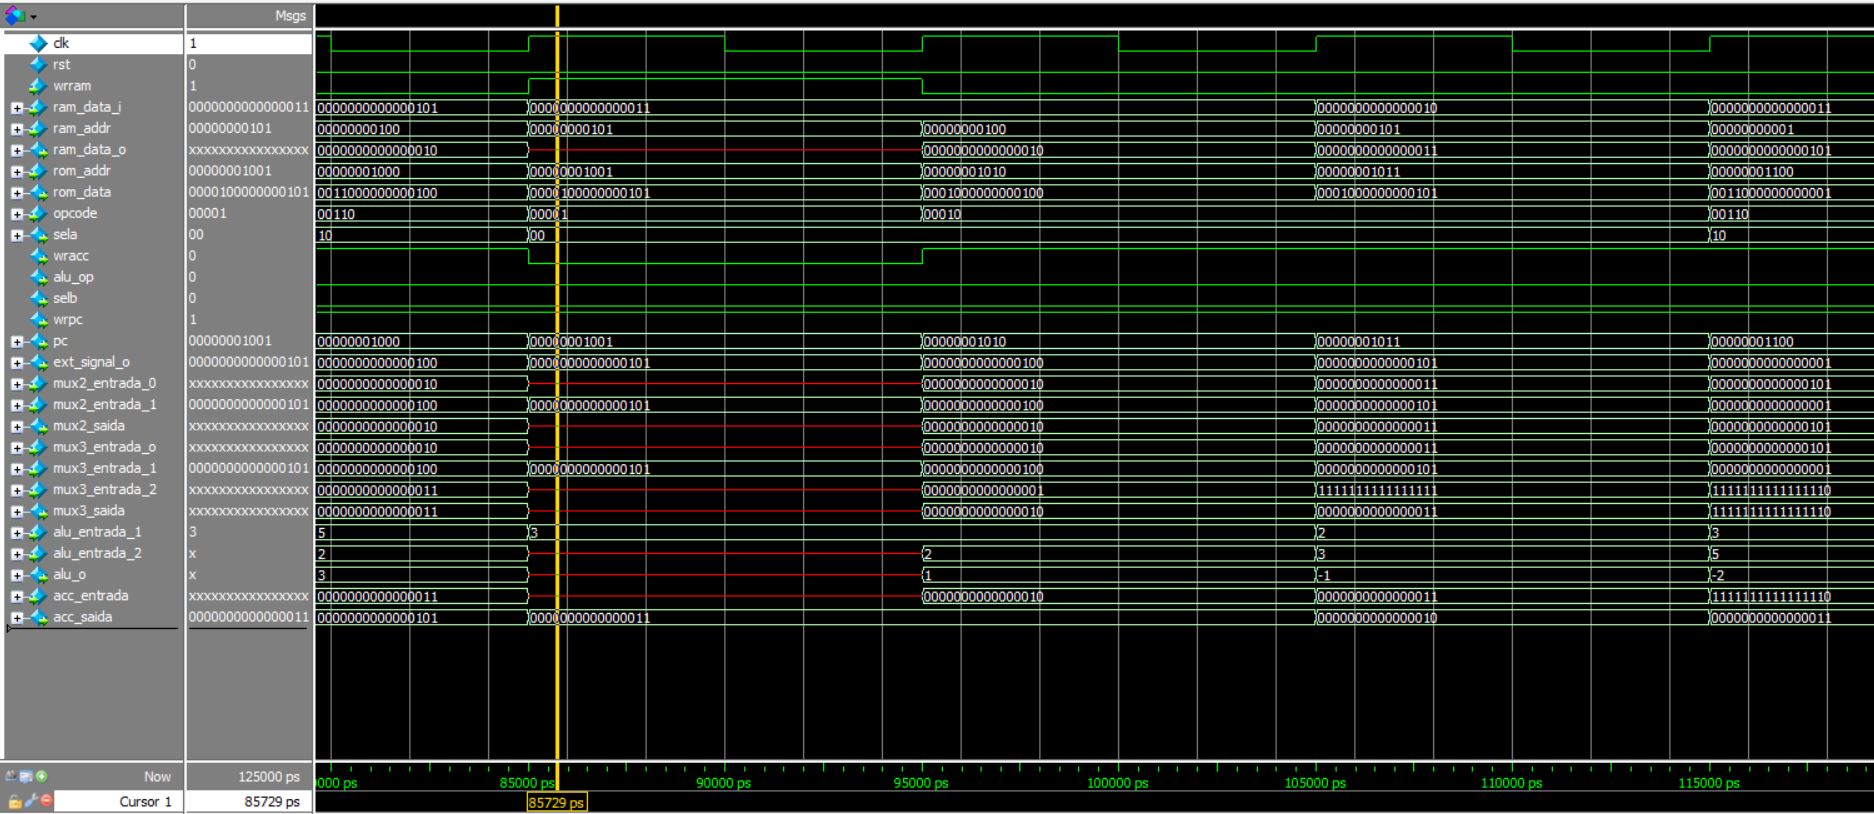 Msgs
clk 1
rst 0
wrram 1
ram_data_i 0000000000000011 0000000000000101 0000000000000011 0000000000000010 0000000000000011
ram_addr 00000000101 00000000100 00000000101 00000000100 00000000101 00000000001
ram_data_o xxxxxxxxxxxxxxxx 0000000000000010 0000000000000010 0000000000000011 0000000000000101
rom_addr 00000001001 00000001000 00000001001 00000001010 00000001011 00000001100
rom_data 0000100000000101 0011000000000100 0000100000000101 0001000000000100 0001000000000101 0011000000000001
opcode 00001 00110 00001 00010 00110
sela 00 10 00 10
wracc 0
alu_op 0
selb 0
wrpc 1
pc 00000001001 00000001000 00000001001 00000001010 00000001011 00000001100
ext_signal_o 0000000000000101 0000000000000100 0000000000000101 0000000000000100 0000000000000101 0000000000000001
mux2_entrada_0 xxxxxxxxxxxxxxxx 0000000000000010 0000000000000010 0000000000000011 0000000000000101
mux2_entrada_1 0000000000000101 0000000000000100 0000000000000101 0000000000000100 0000000000000101 0000000000000001
mux2_saida xxxxxxxxxxxxxxxx 0000000000000010 0000000000000010 0000000000000011 0000000000000101
mux3_entrada_o xxxxxxxxxxxxxxxx 0000000000000010 0000000000000010 0000000000000011 0000000000000101
mux3_entrada_1 0000000000000101 0000000000000100 0000000000000101 0000000000000100 0000000000000101 0000000000000001
mux3_entrada_2 xxxxxxxxxxxxxxxx 0000000000000011 0000000000000001 1111111111111111 1111111111111110
mux3_saida xxxxxxxxxxxxxxxx 0000000000000011 0000000000000010 0000000000000011 1111111111111110
alu_entrada_1 3 5 3 2 3
alu_entrada_2 x 2 2 3 5
alu_o x 3 1 -1 -2
acc_entrada xxxxxxxxxxxxxxxx 0000000000000011 0000000000000010 0000000000000011 1111111111111110
acc_saida 0000000000000011 0000000000000101 0000000000000011 0000000000000010 0000000000000011
Now 125000 ps 000 ps 85000 ps 90000 ps 95000 ps 100000 ps 105000 ps 110000 ps 115000 ps
Cursor 1 85729 ps 85729 ps